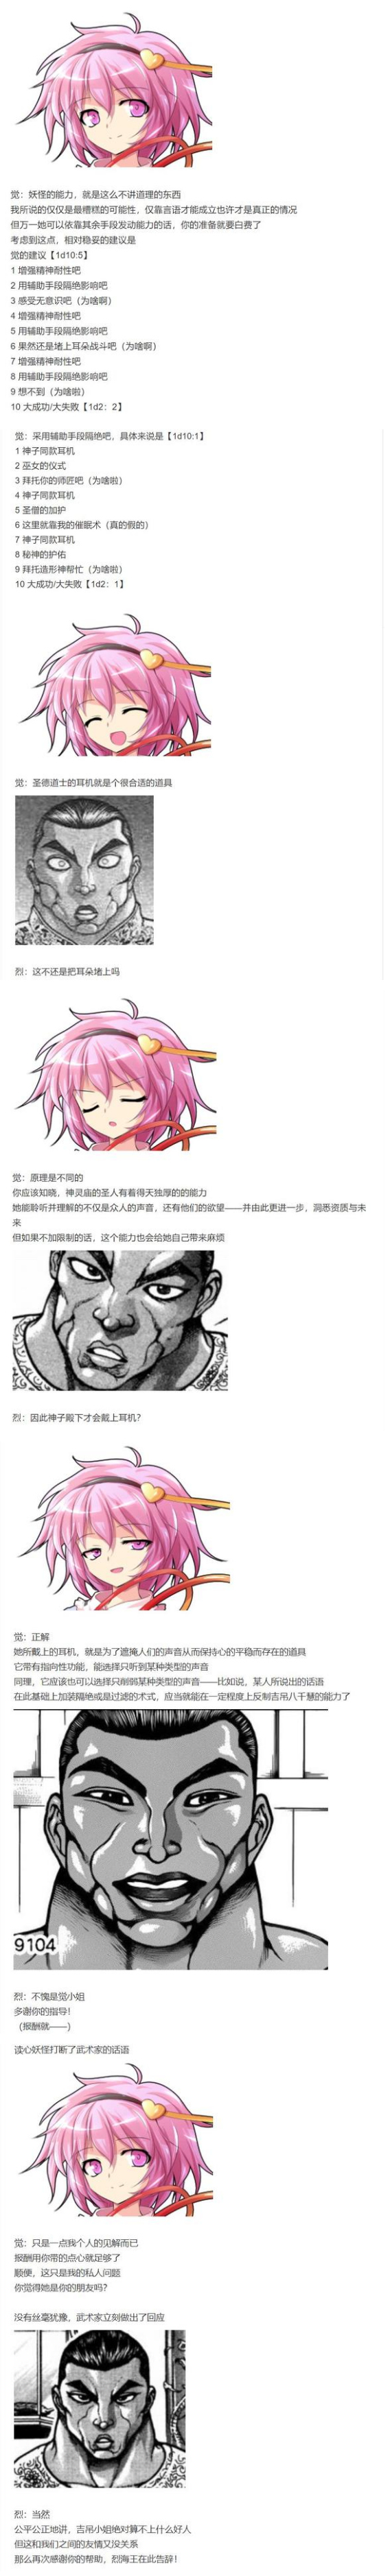 觉：妖怪的能力，就是这么不讲道理的东西
我所说的仅仅是最糟糕的可能性，仅靠言语才能成立也许才是真正的情况
但万一她可以依靠其余手段发动能力的话，你的准备就要白费了
考虑到这点，相对稳妥的建议是
觉的建议【1d10:5】
1 增强精神耐性吧
2 用辅助手段隔绝影响吧
3 感受无意识吧（为啥啊）
4 增强精神耐性吧
5 用辅助手段隔绝影响吧
6 果然还是堵上耳朵战斗吧（为啥啊）
7 增强精神耐性吧
8 用辅助手段隔绝影响吧
9 想不到（为啥啦）
10 大成功/大失败【1d2：2】
觉：采用辅助手段隔绝吧，具体来说是【1d10:1】
1 神子同款耳机
2 巫女的仪式
3 拜托你的师匠吧（为啥啦）
4 神子同款耳机
5 圣僧的加护
6 这里就靠我的催眠术（真的假的）
7 神子同款耳机
8 秘神的护佑
9 拜托造形神帮忙（为啥啦）
10 大成功/大失败【1d2：1】
觉：圣德道士的耳机就是个很合适的道具
烈：这不还是把耳朵堵上吗
觉：原理是不同的
你应该知晓，神灵庙的圣人有着得天独厚的的能力
她能聆听并理解的不仅是众人的声音，还有他们的欲望——并由此更进一步，洞悉资质与未
来
但如果不加限制的话，这个能力也会给她自己带来麻烦
烈：因此神子殿下才会戴上耳机？
觉：正解
她所戴上的耳机，就是为了遮掩人们的声音从而保持心的平稳而存在的道具
它带有指向性功能，能选择只听到某种类型的声音
同理，它应该也可以选择只削弱某种类型的声音——比如说，某人所说出的话语
在此基础上加装隔绝或是过滤的术式，应当就能在一定程度上反制吉吊八千慧的能力了
9104
烈：不愧是觉小姐
多谢你的指导！
（报酬就——）
读心妖怪打断了武术家的话语
觉：只是一点我个人的见解而已
报酬用你带的点心就足够了
顺便，这只是我的私人问题
你觉得她是你的朋友吗？
没有丝毫犹豫，武术家立刻做出了回应
烈：当然
公平公正地讲，吉吊小姐绝对算不上什么好人
但这和我们之间的友情又没关系
那么再次感谢你的帮助，烈海王在此告辞！